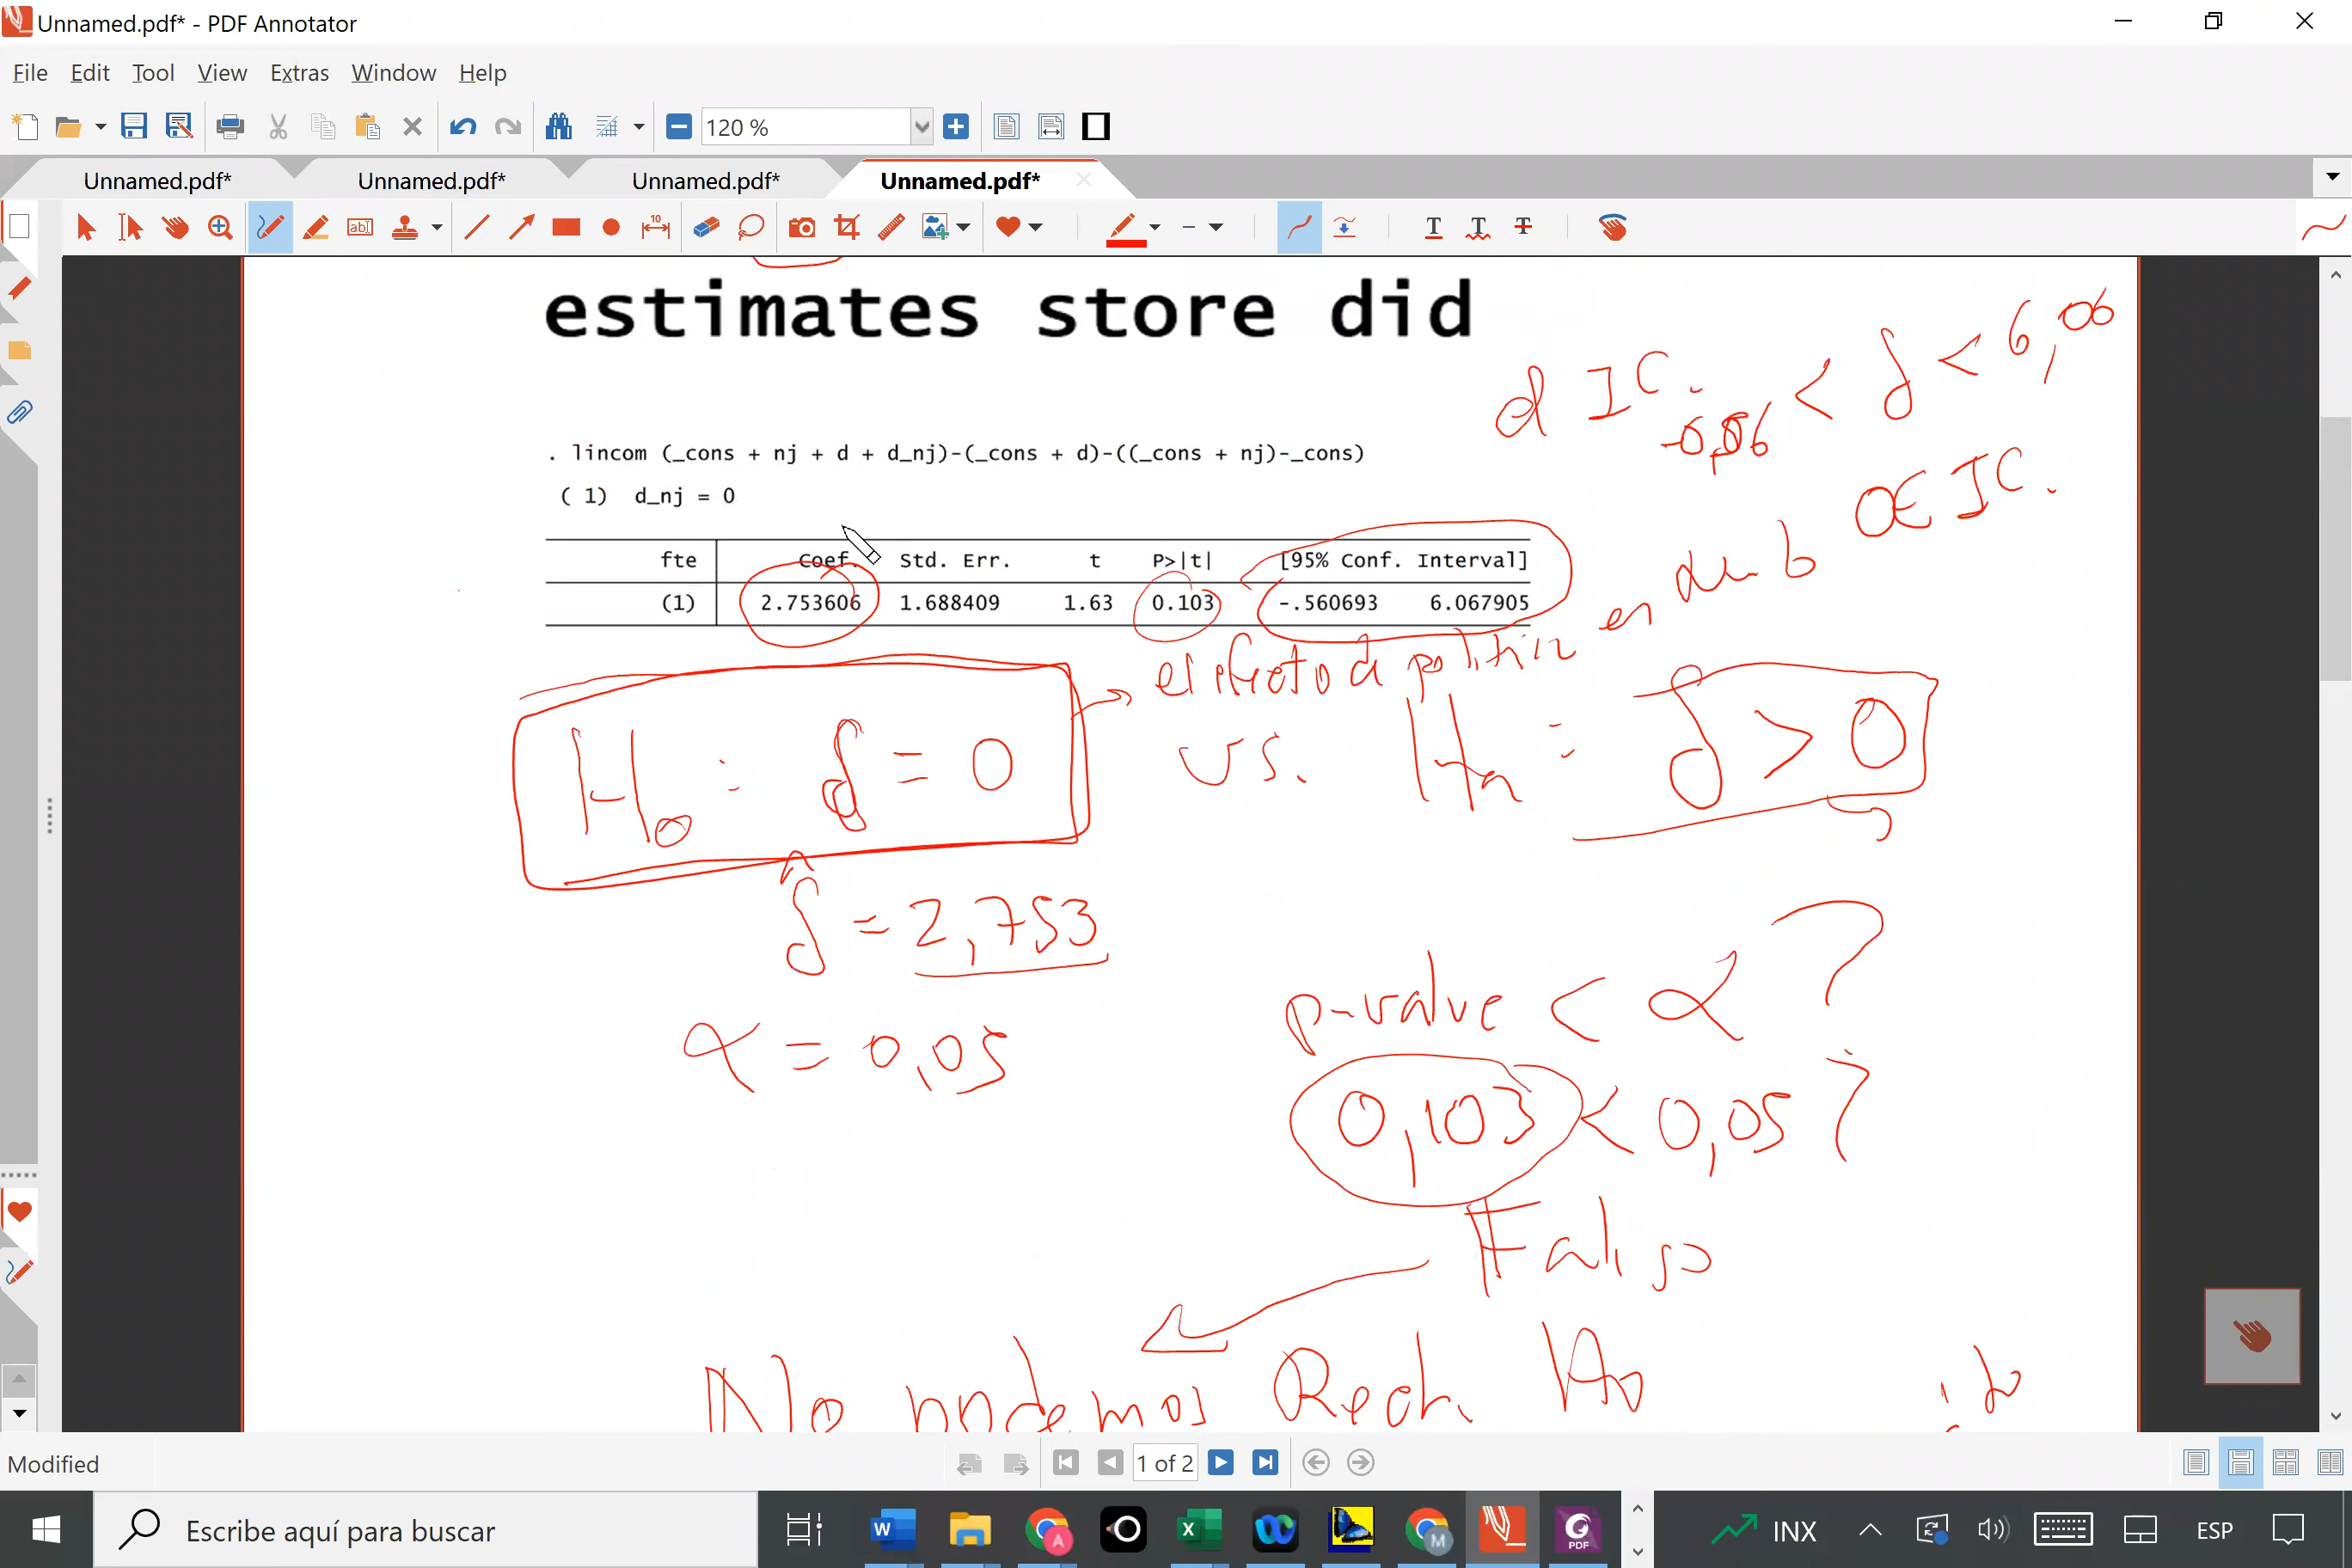 Unnamed.pdf* - PDF Annotator
File Edit Tool View Extras Window Help
120 %
Unnamed.pdf* Unnamed.pdf* Unnamed.pdf* Unnamed.pdf*
estimates store did
d IC. -0,56 < δ < 6,06
0 ∈ IC.
. lincom (_cons + nj + d + d_nj)-(_cons + d)-((_cons + nj)-_cons)
( 1) d_nj = 0
fte Coef. Std. Err. t P>|t| [95% Conf. Interval]
(1) 2.753606 1.688409 1.63 0.103 -.560693 6.067905
el efecto d politica en
H0 : δ = 0 vs. : δ > 0
δ̂ = 2,753
p-value < α ?
α = 0,05
0,103 < 0,05 ?
Falso
No podemos Rech. H0
Modified
1 of 2
Escribe aquí para buscar
INX
ESP